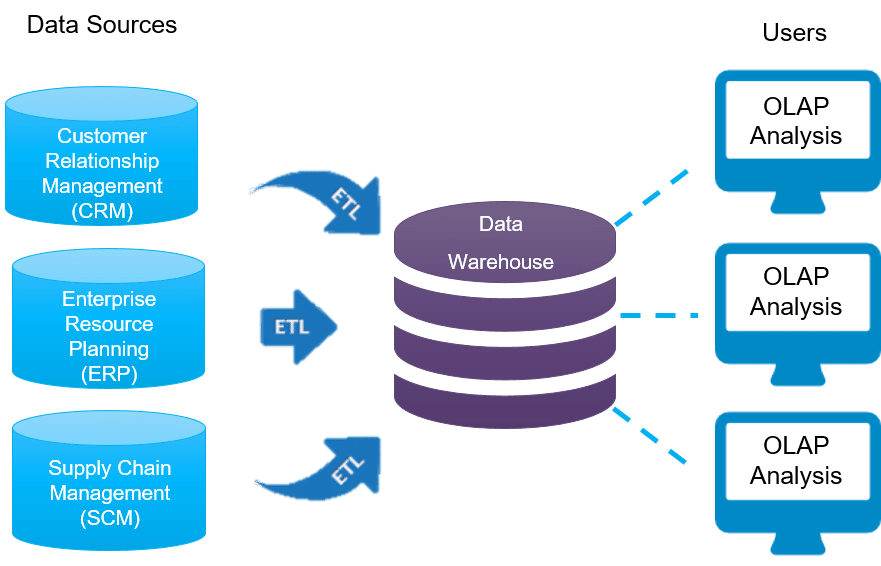 Data Sources
Users
Customer
Relationship
Management
(CRM)
Enterprise
Resource
Planning
(ERP)
Supply Chain
Management
(SCM)
ETL
ETL
ETL
Data
Warehouse
OLAP
Analysis
OLAP
Analysis
OLAP
Analysis